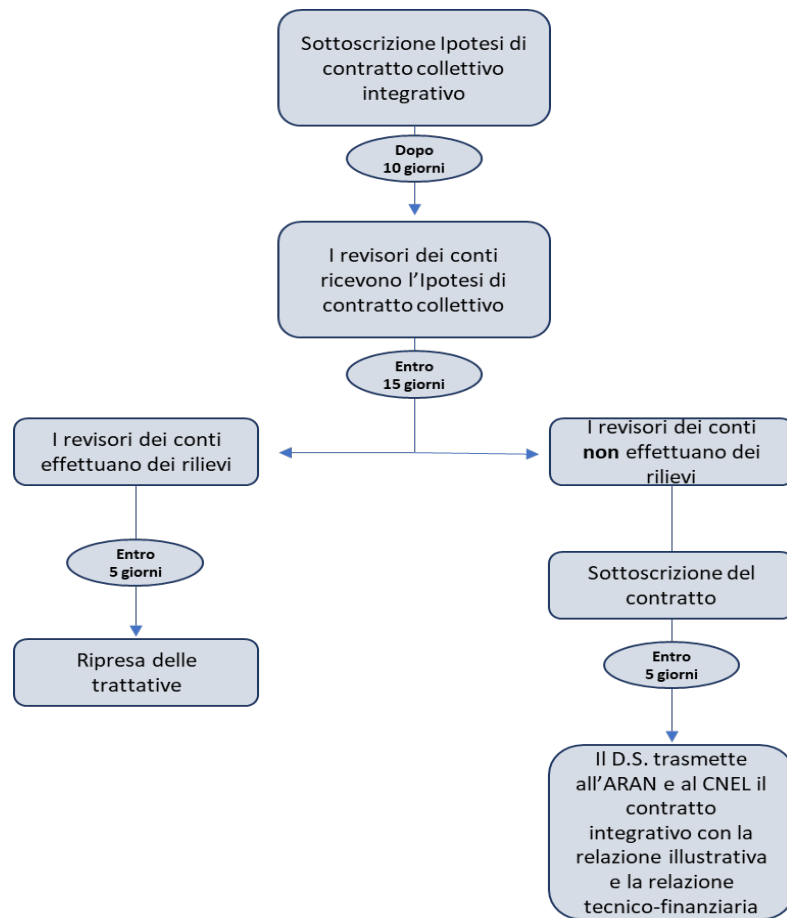 Sottoscrizione Ipotesi di
contratto collettivo
integrativo
Dopo
10 giorni
I revisori dei conti
ricevono l’Ipotesi di
contratto collettivo
Entro
15 giorni
I revisori dei conti
effettuano dei rilievi
Entro
5 giorni
Ripresa delle
trattative
I revisori dei conti
non effettuano dei
rilievi
Sottoscrizione del
contratto
Entro
5 giorni
Il D.S. trasmette
all’ARAN e al CNEL il
contratto
integrativo con la
relazione illustrativa
e la relazione
tecnico-finanziaria